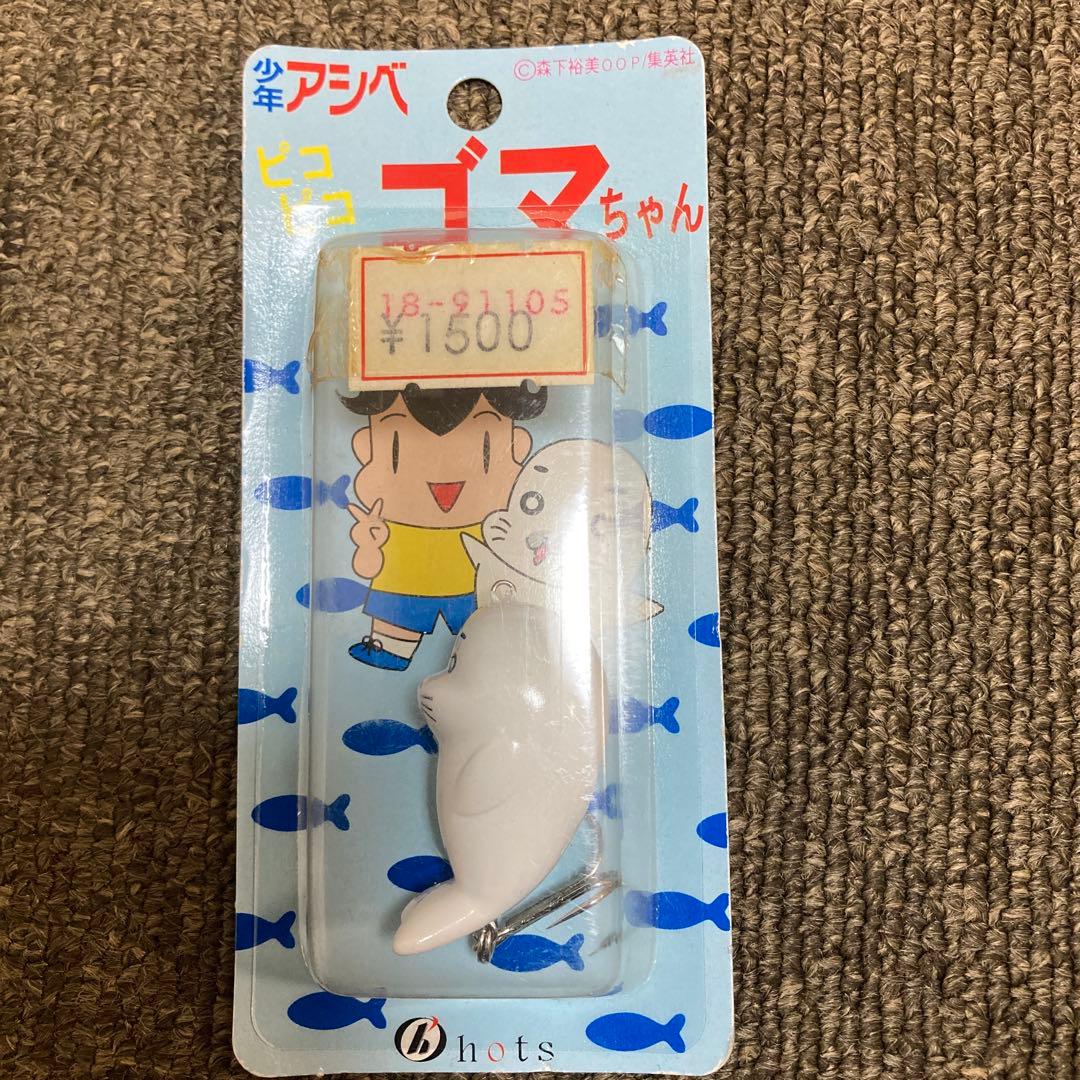 少年アシベ
©森下裕美OOP/集英社
ピコ
ピコ
ゴマちゃん
18-91105
¥1500
hots